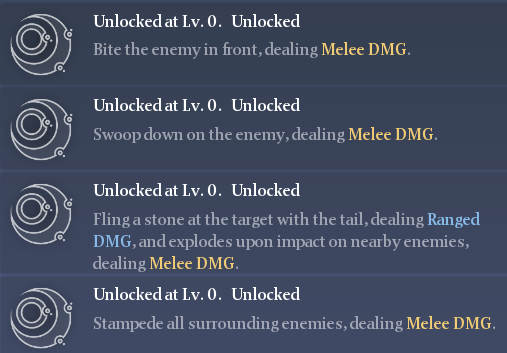 Unlocked at Lv. 0. Unlocked
Bite the enemy in front, dealing Melee DMG.
Unlocked at Lv. 0. Unlocked
Swoop down on the enemy, dealing Melee DMG.
Unlocked at Lv. 0. Unlocked
Fling a stone at the target with the tail, dealing Ranged
DMG, and explodes upon impact on nearby enemies,
dealing Melee DMG.
Unlocked at Lv. 0. Unlocked
Stampede all surrounding enemies, dealing Melee DMG.